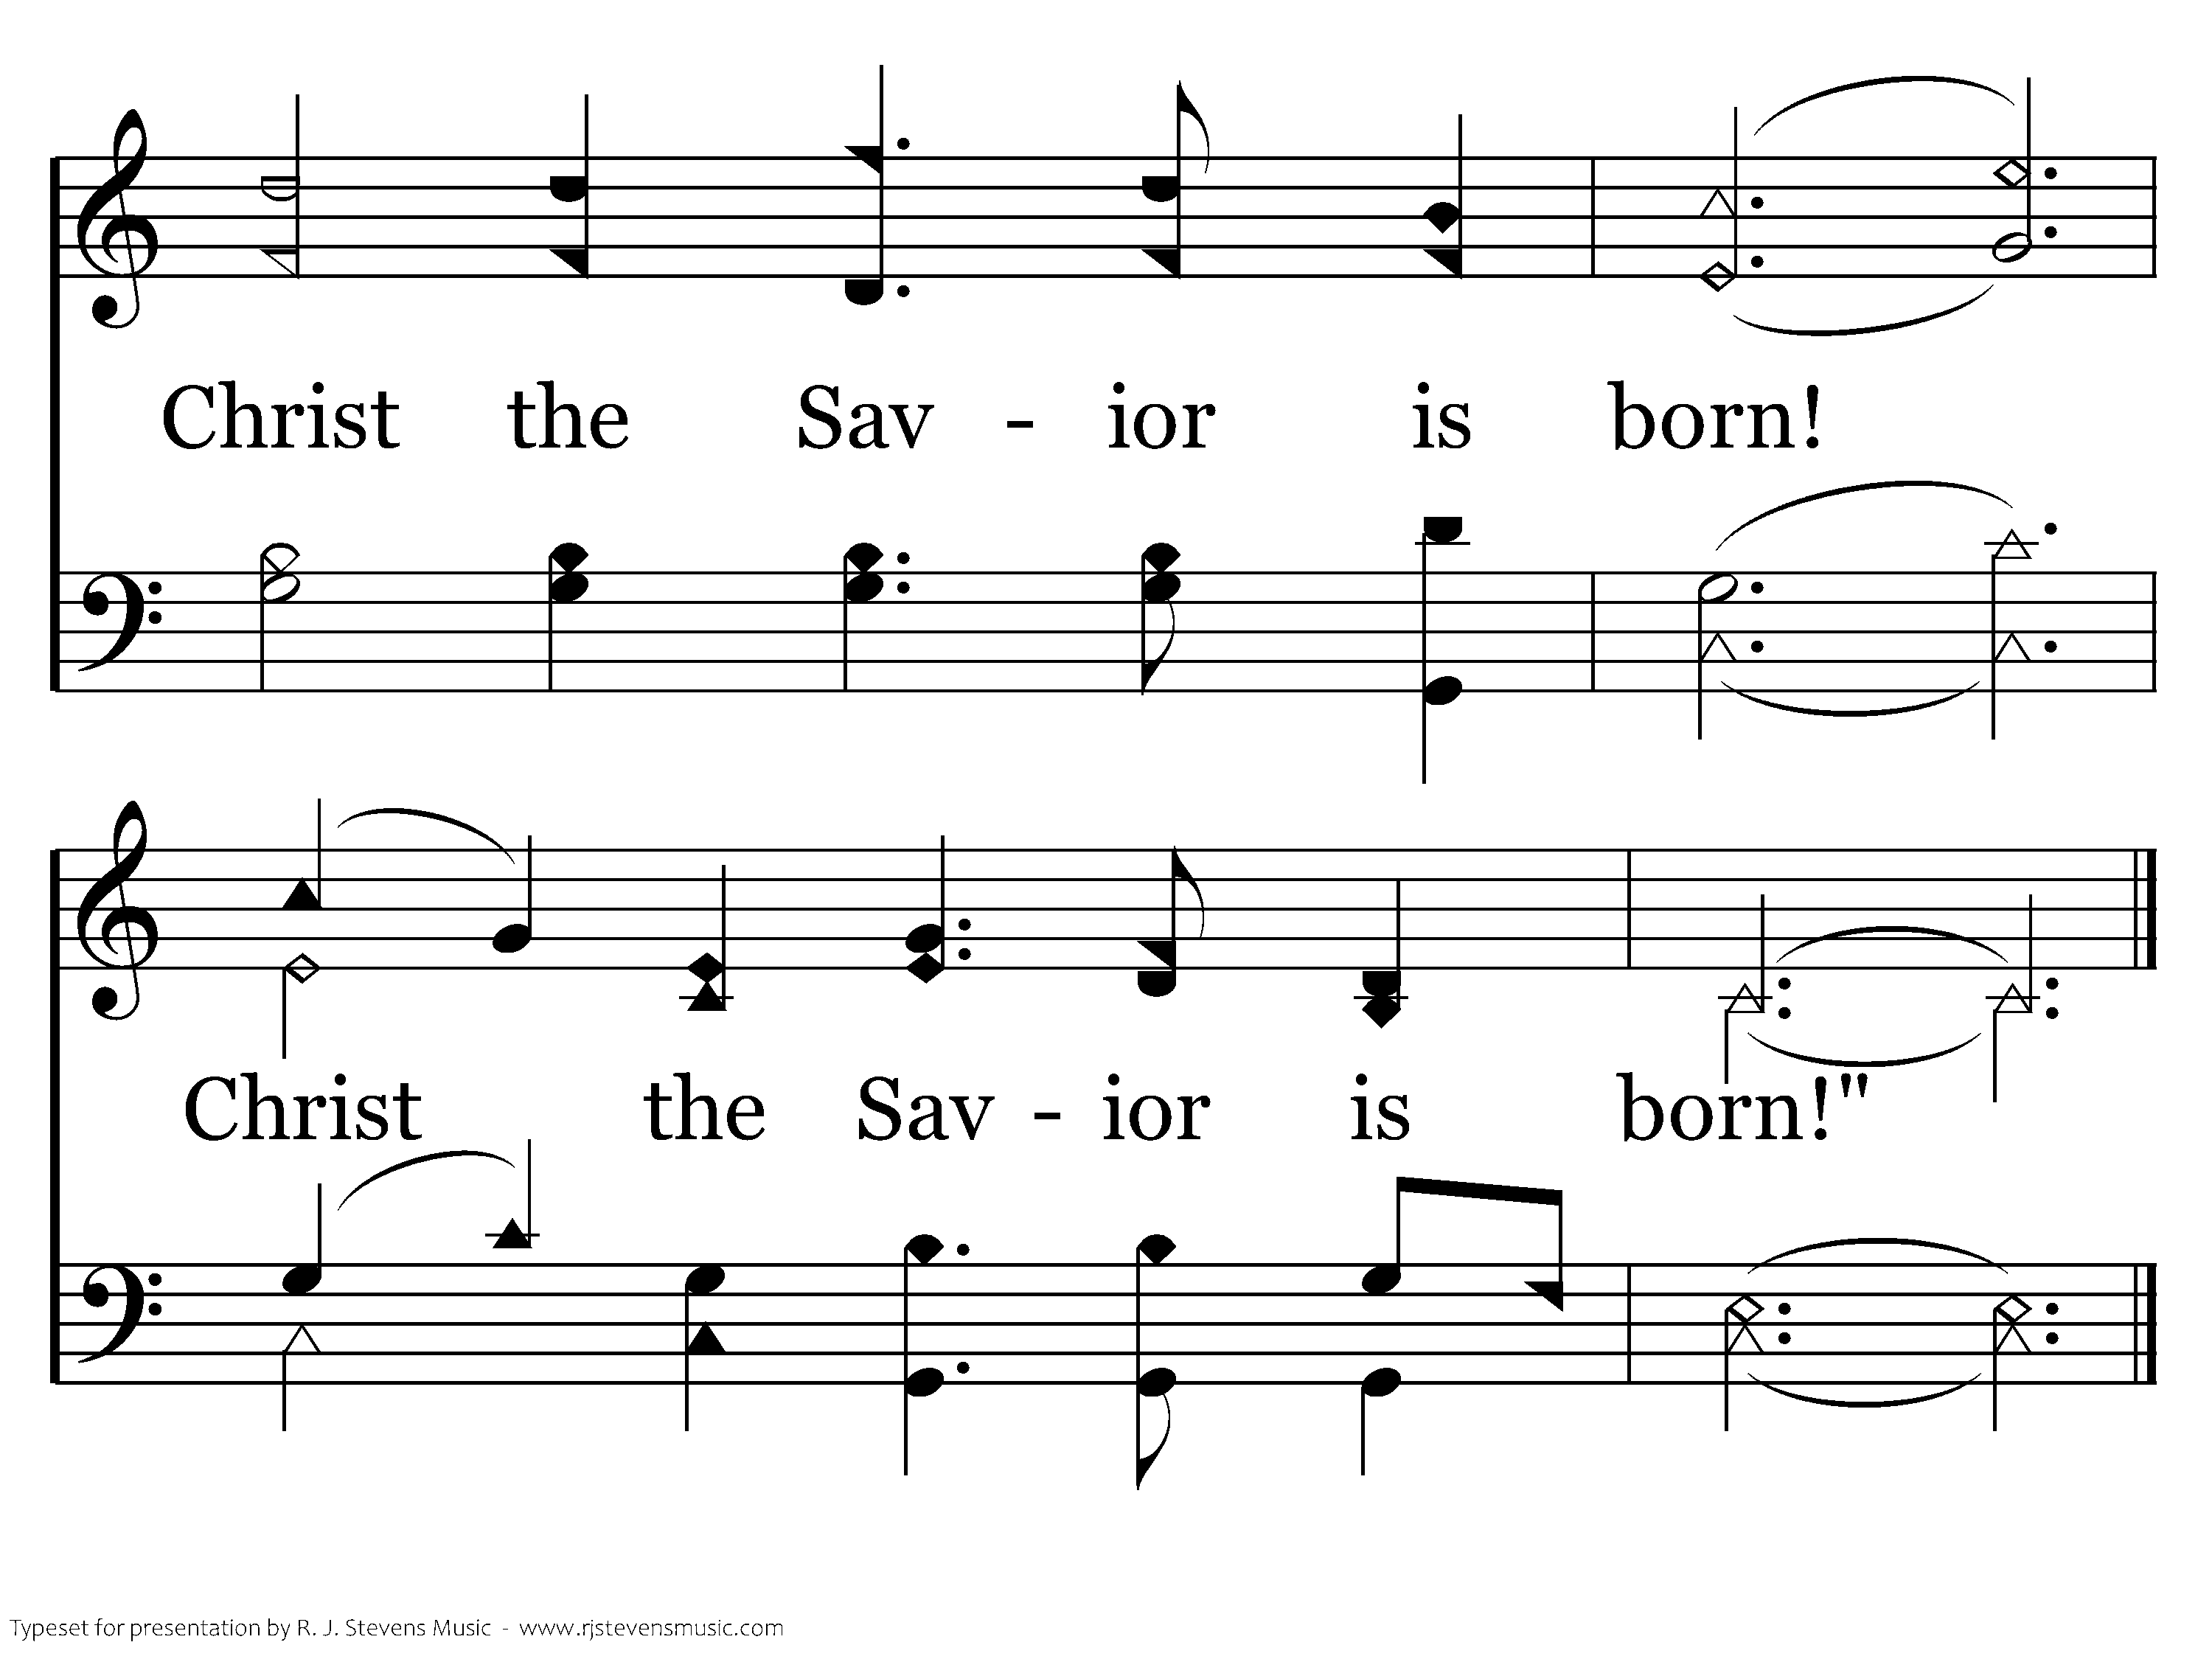 Christ the Sav - ior is born!
Christ the Sav - ior is born!"
Typeset for presentation by R. J. Stevens Music - www.rjstevensmusic.com